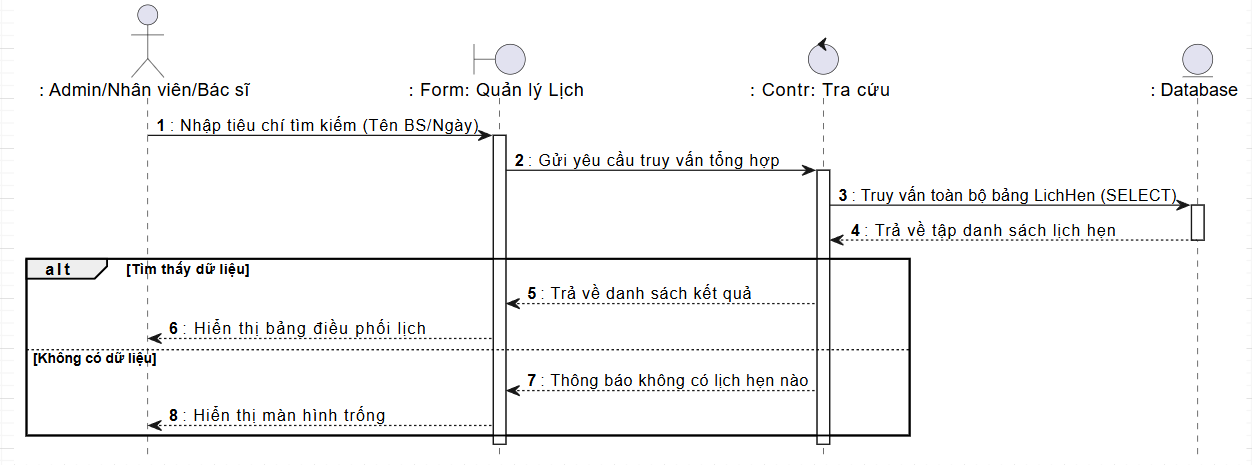 : Admin/Nhân viên/Bác sĩ
: Form: Quản lý Lịch
: Contr: Tra cứu
: Database
1 : Nhập tiêu chí tìm kiếm (Tên BS/Ngày)
2 : Gửi yêu cầu truy vấn tổng hợp
3 : Truy vấn toàn bộ bảng LichHen (SELECT)
4 : Trả về tập danh sách lịch hẹn
alt
[Tìm thấy dữ liệu]
5 : Trả về danh sách kết quả
6 : Hiển thị bảng điều phối lịch
[Không có dữ liệu]
7 : Thông báo không có lịch hẹn nào
8 : Hiển thị màn hình trống